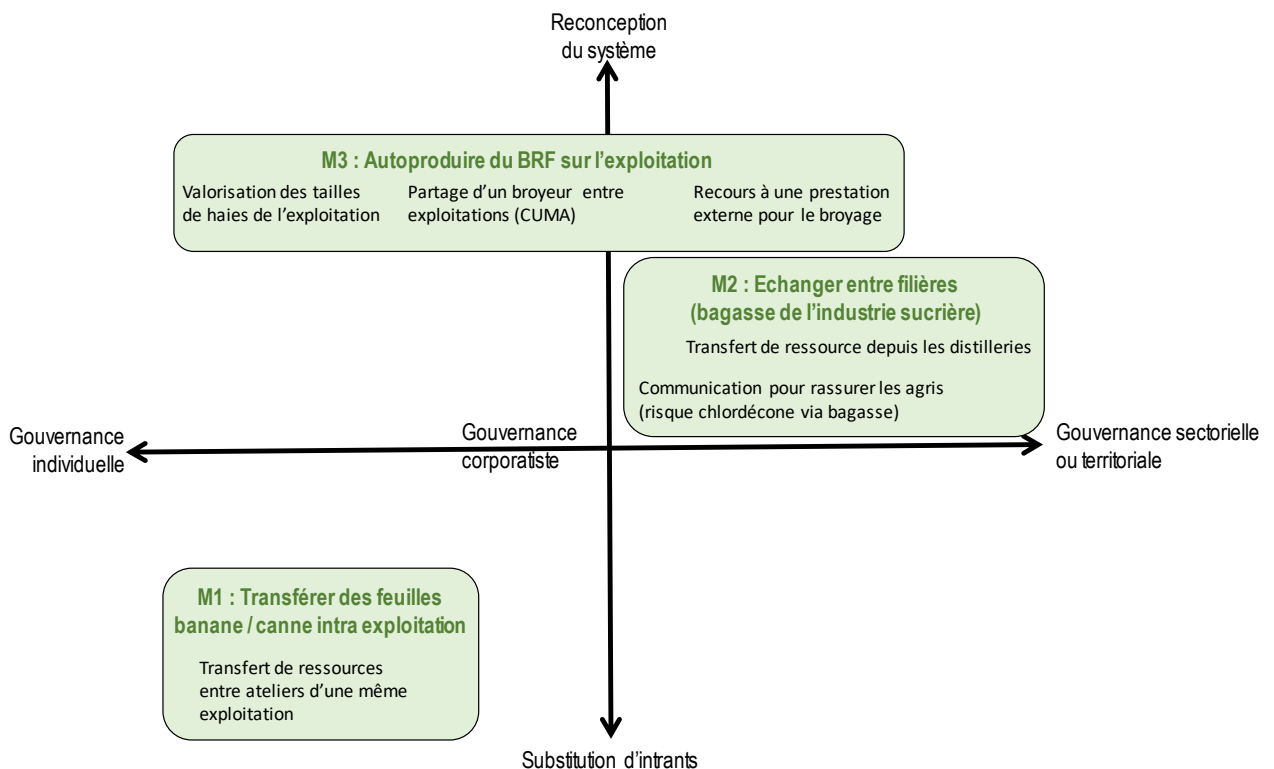 Reconception
du système
M3 : Autoproduire du BRF sur l'exploitation
Valorisation des tailles
de haies de l'exploitation
Partage d'un broyeur entre
exploitations (CUMA)
Recours à une prestation
externe pour le broyage
M2 : Echanger entre filières
(bagasse de l'industrie sucrière)
Transfert de ressource depuis les distilleries
Communication pour rassurer les agris
(risque chlordécone via bagasse)
Gouvernance
individuelle
Gouvernance
corporatiste
Gouvernance sectorielle
ou territoriale
M1 : Transférer des feuilles
banane / canne intra exploitation
Transfert de ressources
entre ateliers d'une même
exploitation
Substitution d'intrants